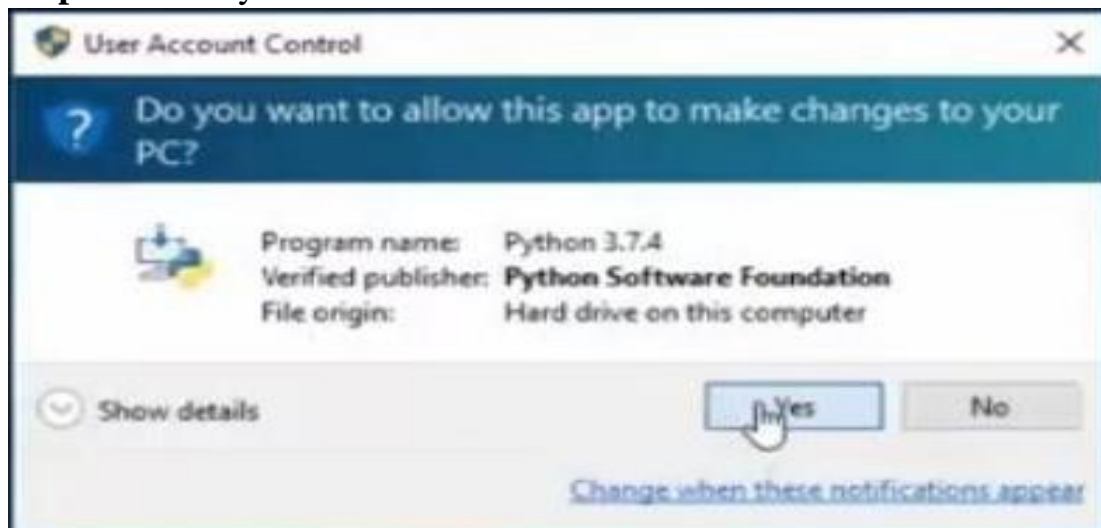 User Account Control
Do you want to allow this app to make changes to your
PC?
Program name: Python 3.7.4
Verified publisher: Python Software Foundation
File origin: Hard drive on this computer
Show details
Yes No
Change when these notifications appear